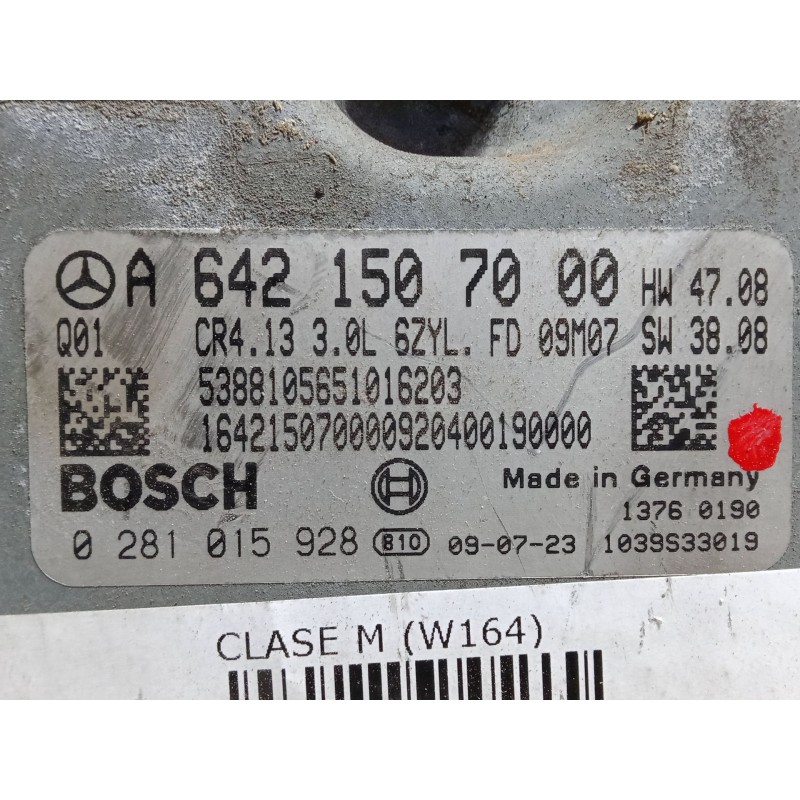 A 642 150 70 00 HW 47.08
Q01 CR4.13 3.0L 6ZYL. FD 09M07 SW 38.08
5388105651016203
164215070000920400190000
BOSCH Made in Germany
1376 0190
0 281 015 928 B10 09-07-23 1039S33019
CLASE M (W164)